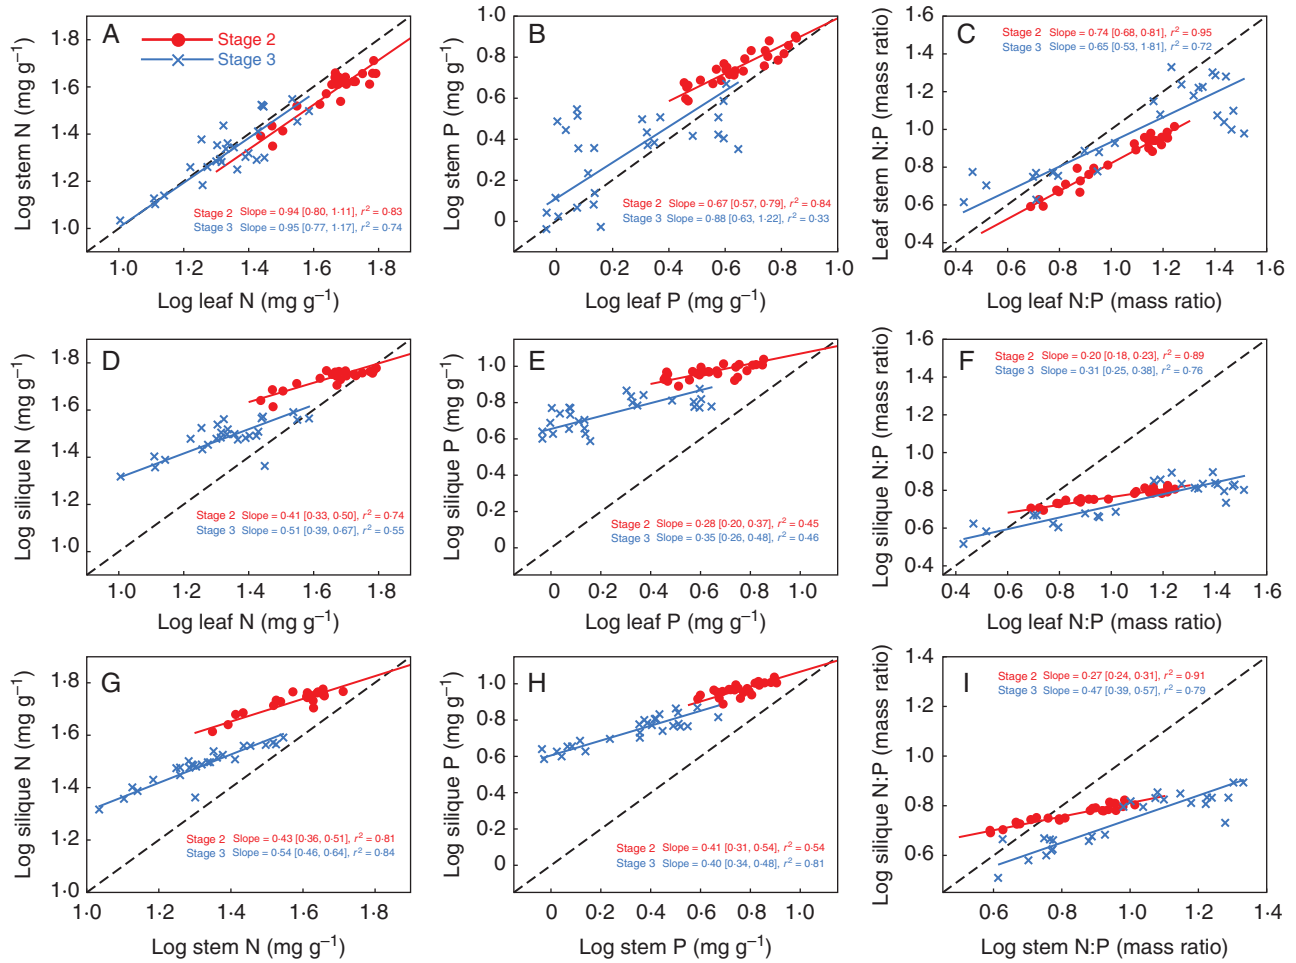 A
Stage 2
Stage 3
Log stem N (mg g⁻¹)
1·8
1·6
1·4
1·2
1·0
Stage 2 Slope = 0·94 [0·80, 1·11], r² = 0·83
Stage 3 Slope = 0·95 [0·77, 1·17], r² = 0·74
1·0 1·2 1·4 1·6 1·8
Log leaf N (mg g⁻¹)
B
Log stem P (mg g⁻¹)
1·0
0·8
0·6
0·4
0·2
0
Stage 2 Slope = 0·67 [0·57, 0·79], r² = 0·84
Stage 3 Slope = 0·88 [0·63, 1·22], r² = 0·33
0 0·2 0·4 0·6 0·8 1·0
Log leaf P (mg g⁻¹)
C
Stage 2 Slope = 0·74 [0·68, 0·81], r² = 0·95
Stage 3 Slope = 0·65 [0·53, 1·81], r² = 0·72
Leaf stem N:P (mass ratio)
1·6
1·4
1·2
1·0
0·8
0·6
0·4
0·4 0·6 0·8 1·0 1·2 1·4 1·6
Log leaf N:P (mass ratio)
D
Log silique N (mg g⁻¹)
1·8
1·6
1·4
1·2
1·0
Stage 2 Slope = 0·41 [0·33, 0·50], r² = 0·74
Stage 3 Slope = 0·51 [0·39, 0·67], r² = 0·55
1·0 1·2 1·4 1·6 1·8
Log leaf N (mg g⁻¹)
E
Log silique P (mg g⁻¹)
1·0
0·8
0·6
0·4
0·2
0
Stage 2 Slope = 0·28 [0·20, 0·37], r² = 0·45
Stage 3 Slope = 0·35 [0·26, 0·48], r² = 0·46
0 0·2 0·4 0·6 0·8 1·0
Log leaf P (mg g⁻¹)
F
Stage 2 Slope = 0·20 [0·18, 0·23], r² = 0·89
Stage 3 Slope = 0·31 [0·25, 0·38], r² = 0·76
Log silique N:P (mass ratio)
1·6
1·4
1·2
1·0
0·8
0·6
0·4
0·4 0·6 0·8 1·0 1·2 1·4 1·6
Log leaf N:P (mass ratio)
G
Log silique N (mg g⁻¹)
1·8
1·6
1·4
1·2
1·0
Stage 2 Slope = 0·43 [0·36, 0·51], r² = 0·81
Stage 3 Slope = 0·54 [0·46, 0·64], r² = 0·84
1·0 1·2 1·4 1·6 1·8
Log stem N (mg g⁻¹)
H
Log silique P (mg g⁻¹)
1·0
0·8
0·6
0·4
0·2
0
Stage 2 Slope = 0·41 [0·31, 0·54], r² = 0·54
Stage 3 Slope = 0·40 [0·34, 0·48], r² = 0·81
0 0·2 0·4 0·6 0·8 1·0
Log stem P (mg g⁻¹)
I
Stage 2 Slope = 0·27 [0·24, 0·31], r² = 0·91
Stage 3 Slope = 0·47 [0·39, 0·57], r² = 0·79
Log silique N:P (mass ratio)
1·4
1·2
1·0
0·8
0·6
0·6 0·8 1·0 1·2 1·4
Log stem N:P (mass ratio)